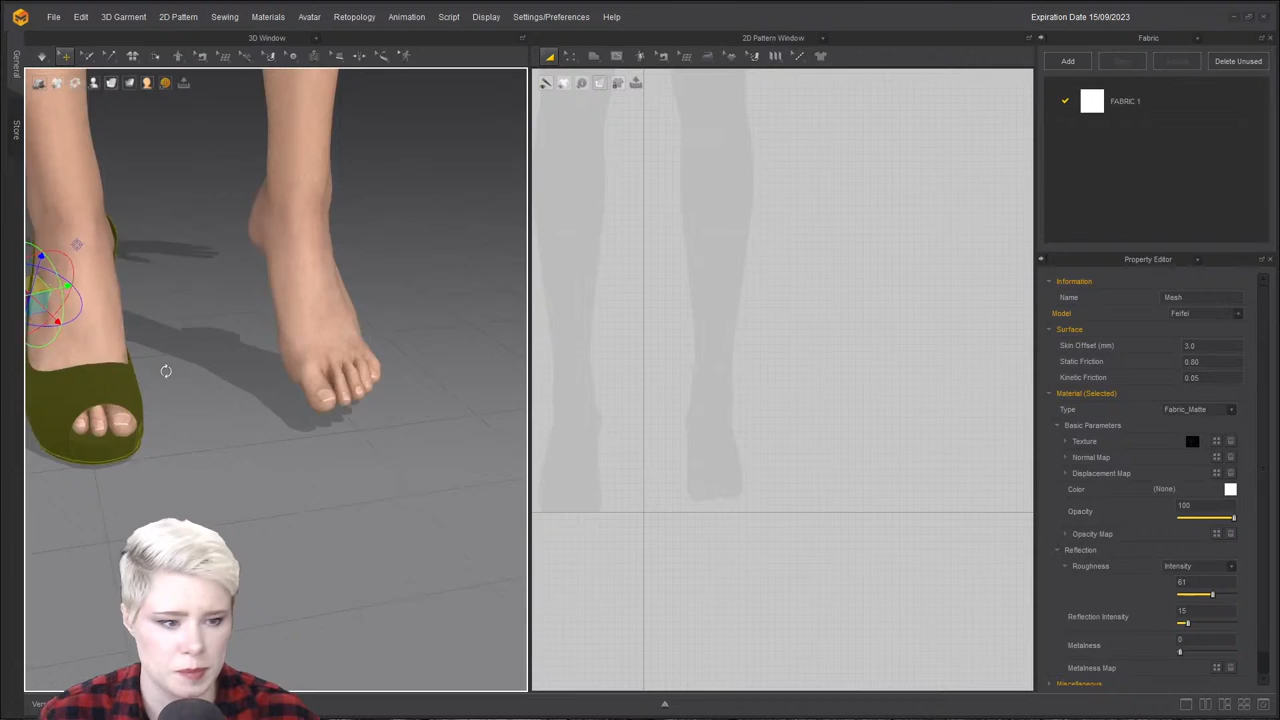 File Edit 3D Garment 2D Pattern Sewing Materials Avatar Retopology Animation Script Display Settings/Preferences Help Expiration Date 15/09/2023
3D Window
2D Pattern Window
Fabric
General
Store
Add
Delete Unused
FABRIC 1
Property Editor
Information
Name Mesh
Model Feifei
Surface
Skin Offset (mm) 3.0
Static Friction 0.80
Kinetic Friction 0.05
Material (Selected)
Type Fabric_Matte
Basic Parameters
Texture
Normal Map
Displacement Map
Color (None)
Opacity 100
Opacity Map
Reflection
Roughness Intensity
61
Reflection Intensity 15
Metalness 0
Metalness Map
Miscellaneous